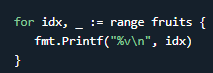 for idx, _ := range fruits {
    fmt.Printf("%v\n", idx)
}